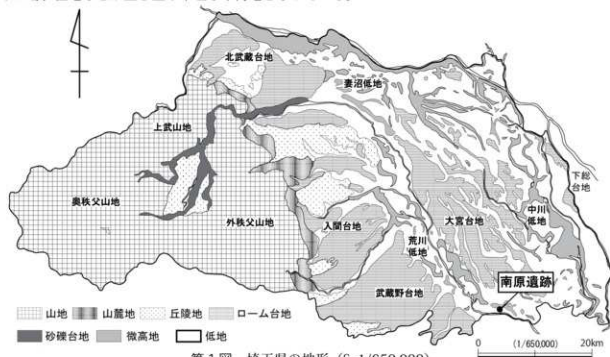 北武蔵台地
妻沼低地
上武山地
下総台地
奥秩父山地
外秩父山地
大宮台地
中川低地
入間台地
荒川低地
南原遺跡
武蔵野台地
山地
山麓地
丘陵地
ローム台地
砂礫台地
微高地
低地
0 (1/650,000) 20km
第1図 埼玉県の地形 (S=1/650,000)